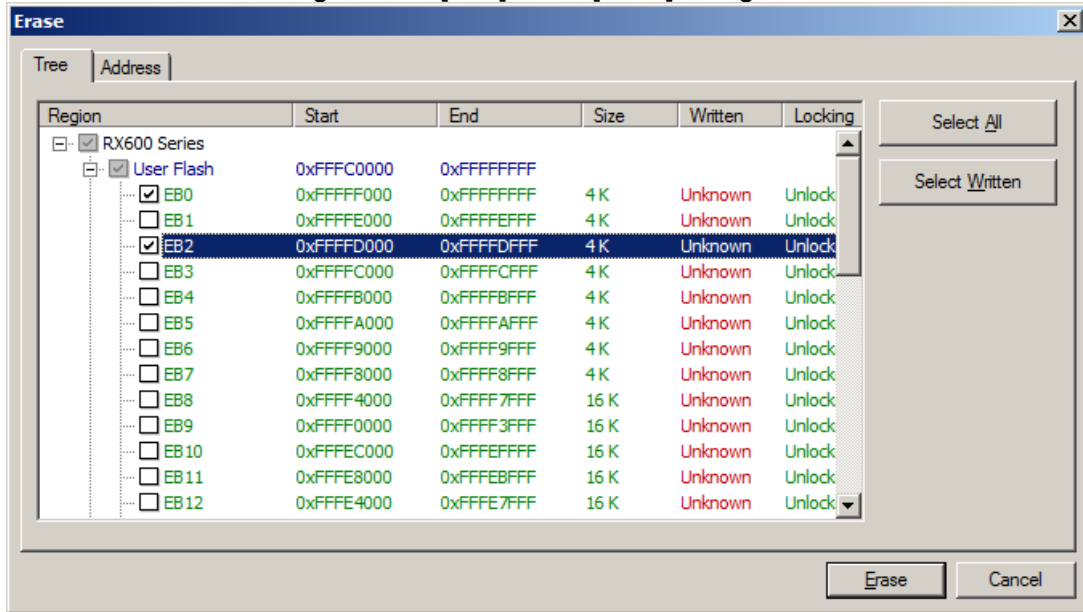 Erase
Tree Address
Region Start End Size Written Locking
RX600 Series
User Flash 0xFFFC0000 0xFFFFFFFF
EB0 0xFFFFF000 0xFFFFFFFF 4 K Unknown Unlock
EB1 0xFFFFE000 0xFFFFEFFF 4 K Unknown Unlock
EB2 0xFFFFD000 0xFFFFDFFF 4 K Unknown Unlock
EB3 0xFFFFC000 0xFFFFCFFF 4 K Unknown Unlock
EB4 0xFFFFB000 0xFFFFBFFF 4 K Unknown Unlock
EB5 0xFFFFA000 0xFFFFAFFF 4 K Unknown Unlock
EB6 0xFFFF9000 0xFFFF9FFF 4 K Unknown Unlock
EB7 0xFFFF8000 0xFFFF8FFF 4 K Unknown Unlock
EB8 0xFFFF4000 0xFFFF7FFF 16 K Unknown Unlock
EB9 0xFFFF0000 0xFFFF3FFF 16 K Unknown Unlock
EB10 0xFFFEC000 0xFFFEFFFF 16 K Unknown Unlock
EB11 0xFFFE8000 0xFFFEBFFF 16 K Unknown Unlock
EB12 0xFFFE4000 0xFFFE7FFF 16 K Unknown Unlock
Select All
Select Written
Erase Cancel